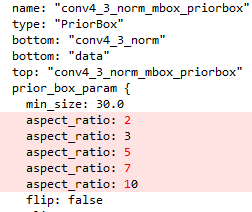 name: "conv4_3_norm_mbox_priorbox"
type: "PriorBox"
bottom: "conv4_3_norm"
bottom: "data"
top: "conv4_3_norm_mbox_priorbox"
prior_box_param {
min_size: 30.0
aspect_ratio: 2
aspect_ratio: 3
aspect_ratio: 5
aspect_ratio: 7
aspect_ratio: 10
flip: false